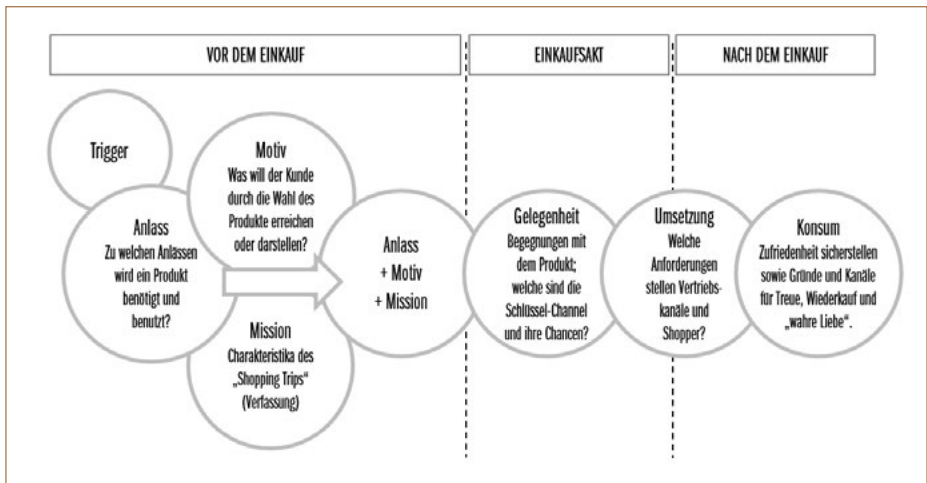 VOR DEM EINKAUF
EINKAUFSAKT
NACH DEM EINKAUF
Trigger
Anlass
Zu welchen Anlässen
wird ein Produkt
benötigt und
benutzt?
Motiv
Was will der Kunde
durch die Wahl des
Produkte erreichen
oder darstellen?
Mission
Charakteristika des
„Shopping Trips“
(Verfassung)
Anlass
+ Motiv
+ Mission
Gelegenheit
Begegnungen mit
dem Produkt;
welche sind die
Schlüssel-Channel
und ihre Chancen?
Umsetzung
Welche
Anforderungen
stellen Vertriebs-
kanäle und
Shopper?
Konsum
Zufriedenheit sicherstellen
sowie Gründe und Kanäle
für Treue, Wiederkauf und
„wahre Liebe“.